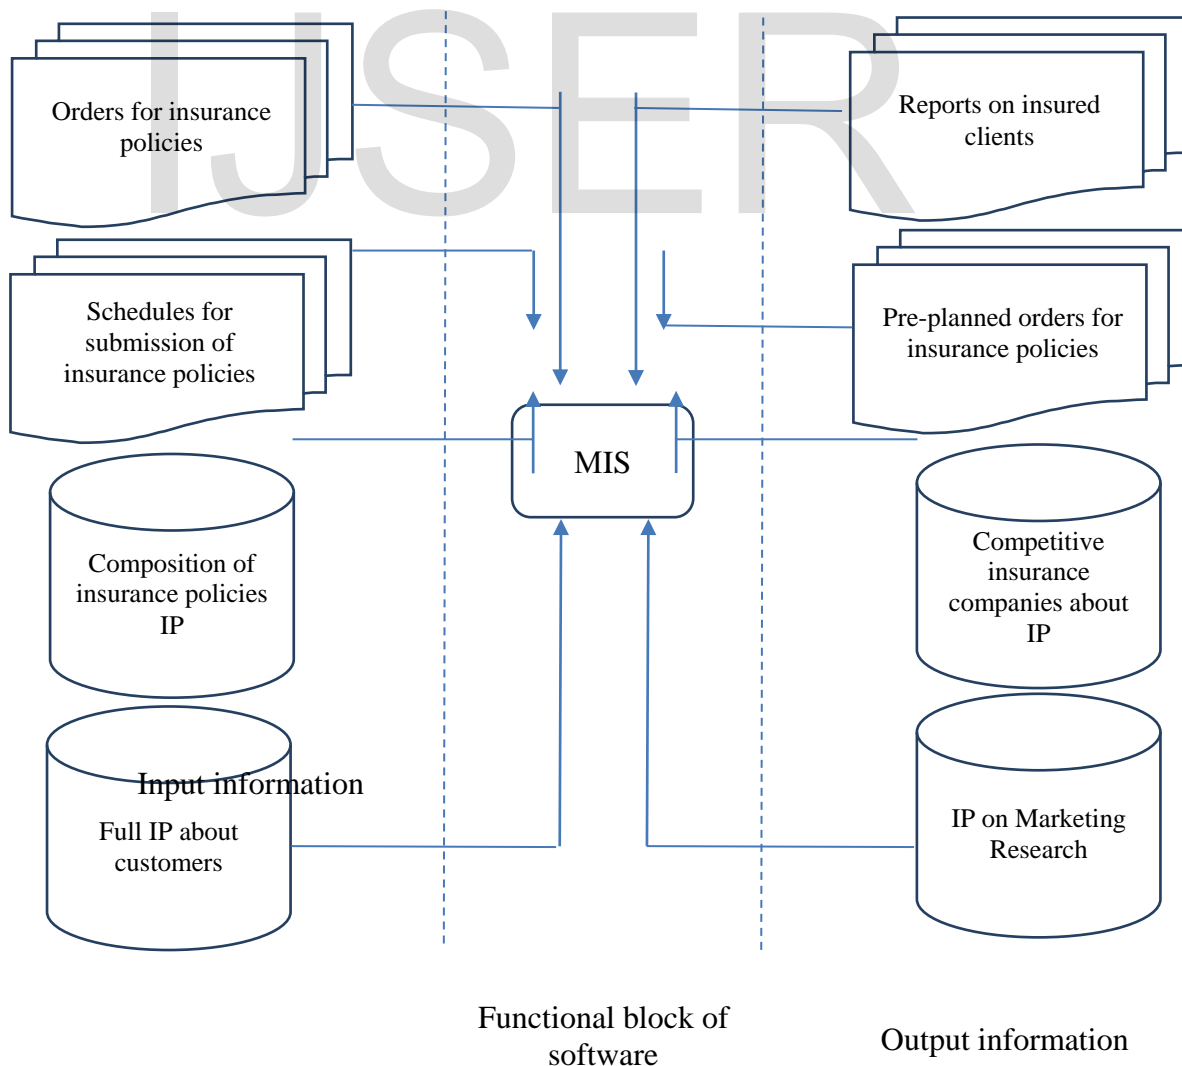 IJSER
Orders for insurance
policies
Reports on insured
clients
Schedules for
submission of
insurance policies
Pre-planned orders for
insurance policies
MIS
Composition of
insurance policies
IP
Competitive
insurance
companies about
IP
Input information
Full IP about
customers
IP on Marketing
Research
Functional block of
software
Output information